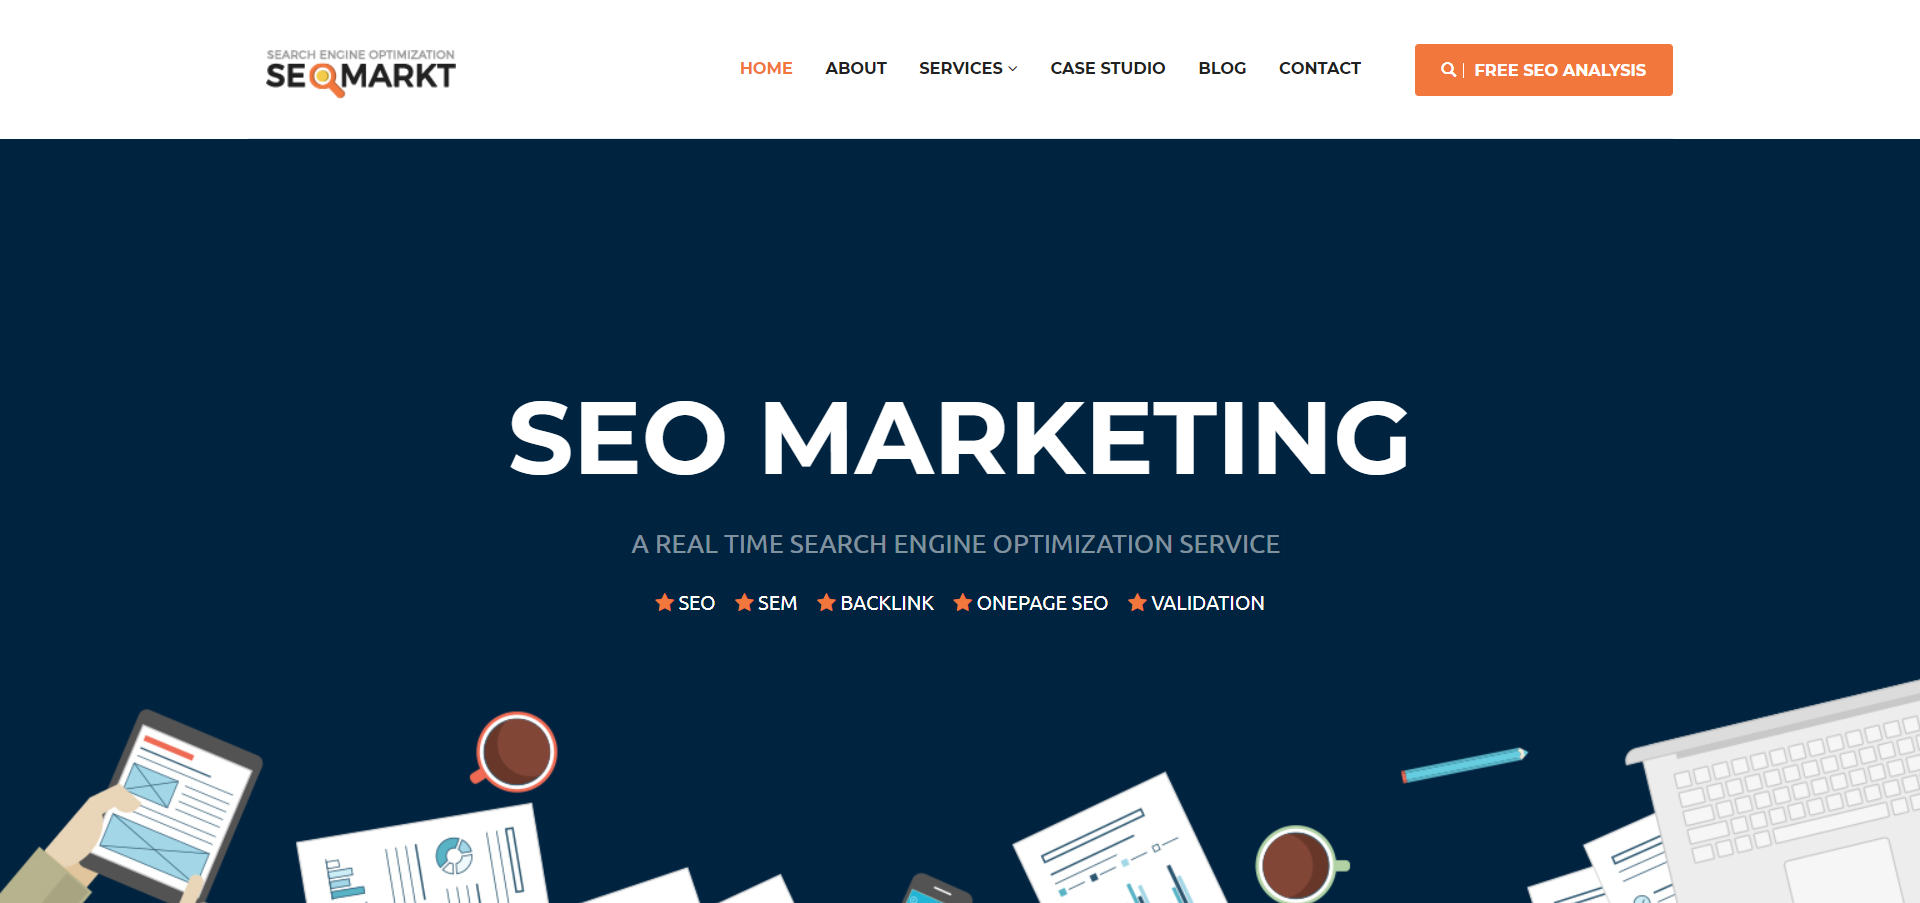 SEARCH ENGINE OPTIMIZATION
SEOMARKT
HOME ABOUT SERVICES CASE STUDIO BLOG CONTACT
FREE SEO ANALYSIS
SEO MARKETING
A REAL TIME SEARCH ENGINE OPTIMIZATION SERVICE
SEO SEM BACKLINK ONEPAGE SEO VALIDATION